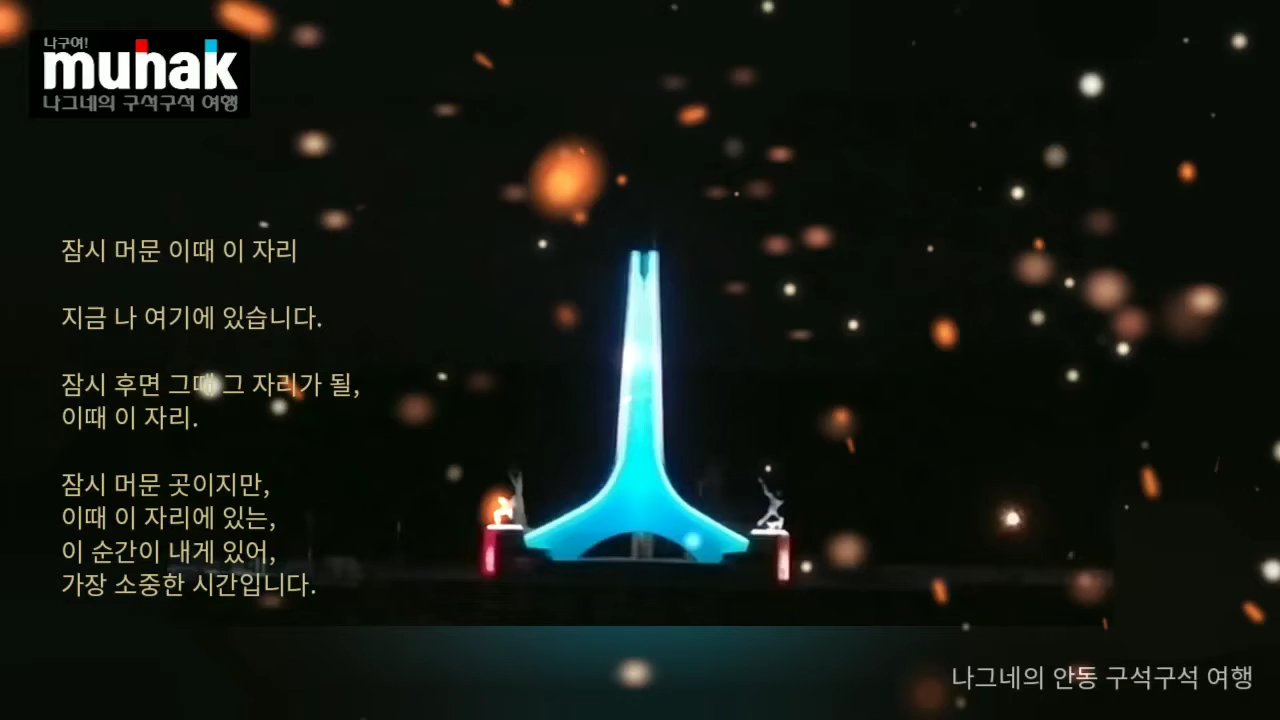 나구여!
munak
나그네의 구석구석 여행
잠시 머문 이때 이 자리
지금 나 여기에 있습니다.
잠시 후면 그때 그 자리가 될,
이때 이 자리.
잠시 머문 곳이지만,
이때 이 자리에 있는,
이 순간이 내게 있어,
가장 소중한 시간입니다.
나그네의 안동 구석구석 여행